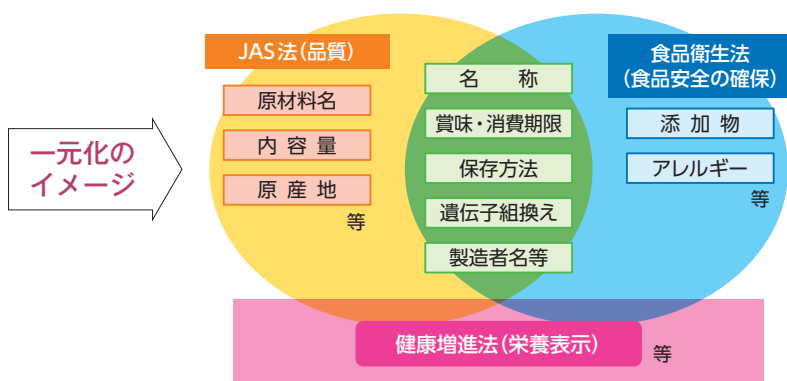 一元化の
イメージ
JAS法(品質)
原材料名
内容量
原産地
等
名称
賞味・消費期限
保存方法
遺伝子組換え
製造者名等
食品衛生法
(食品安全の確保)
添加物
アレルギー
等
健康増進法(栄養表示)
等